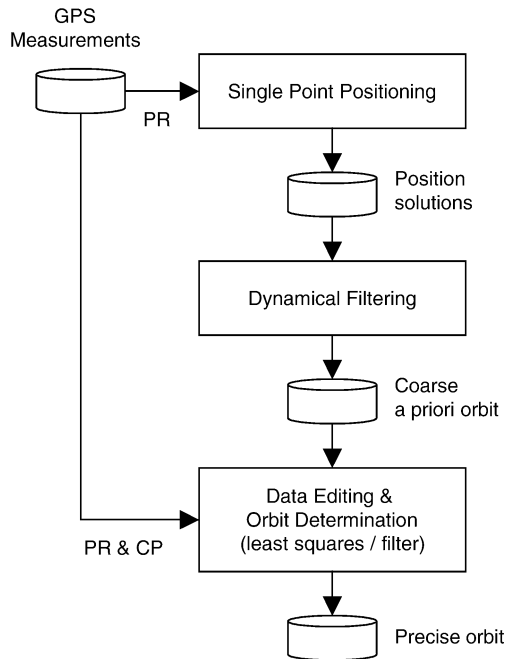 GPS
Measurements
PR
Single Point Positioning
Position
solutions
Dynamical Filtering
Coarse
a priori orbit
Data Editing &
Orbit Determination
(least squares / filter)
PR & CP
Precise orbit